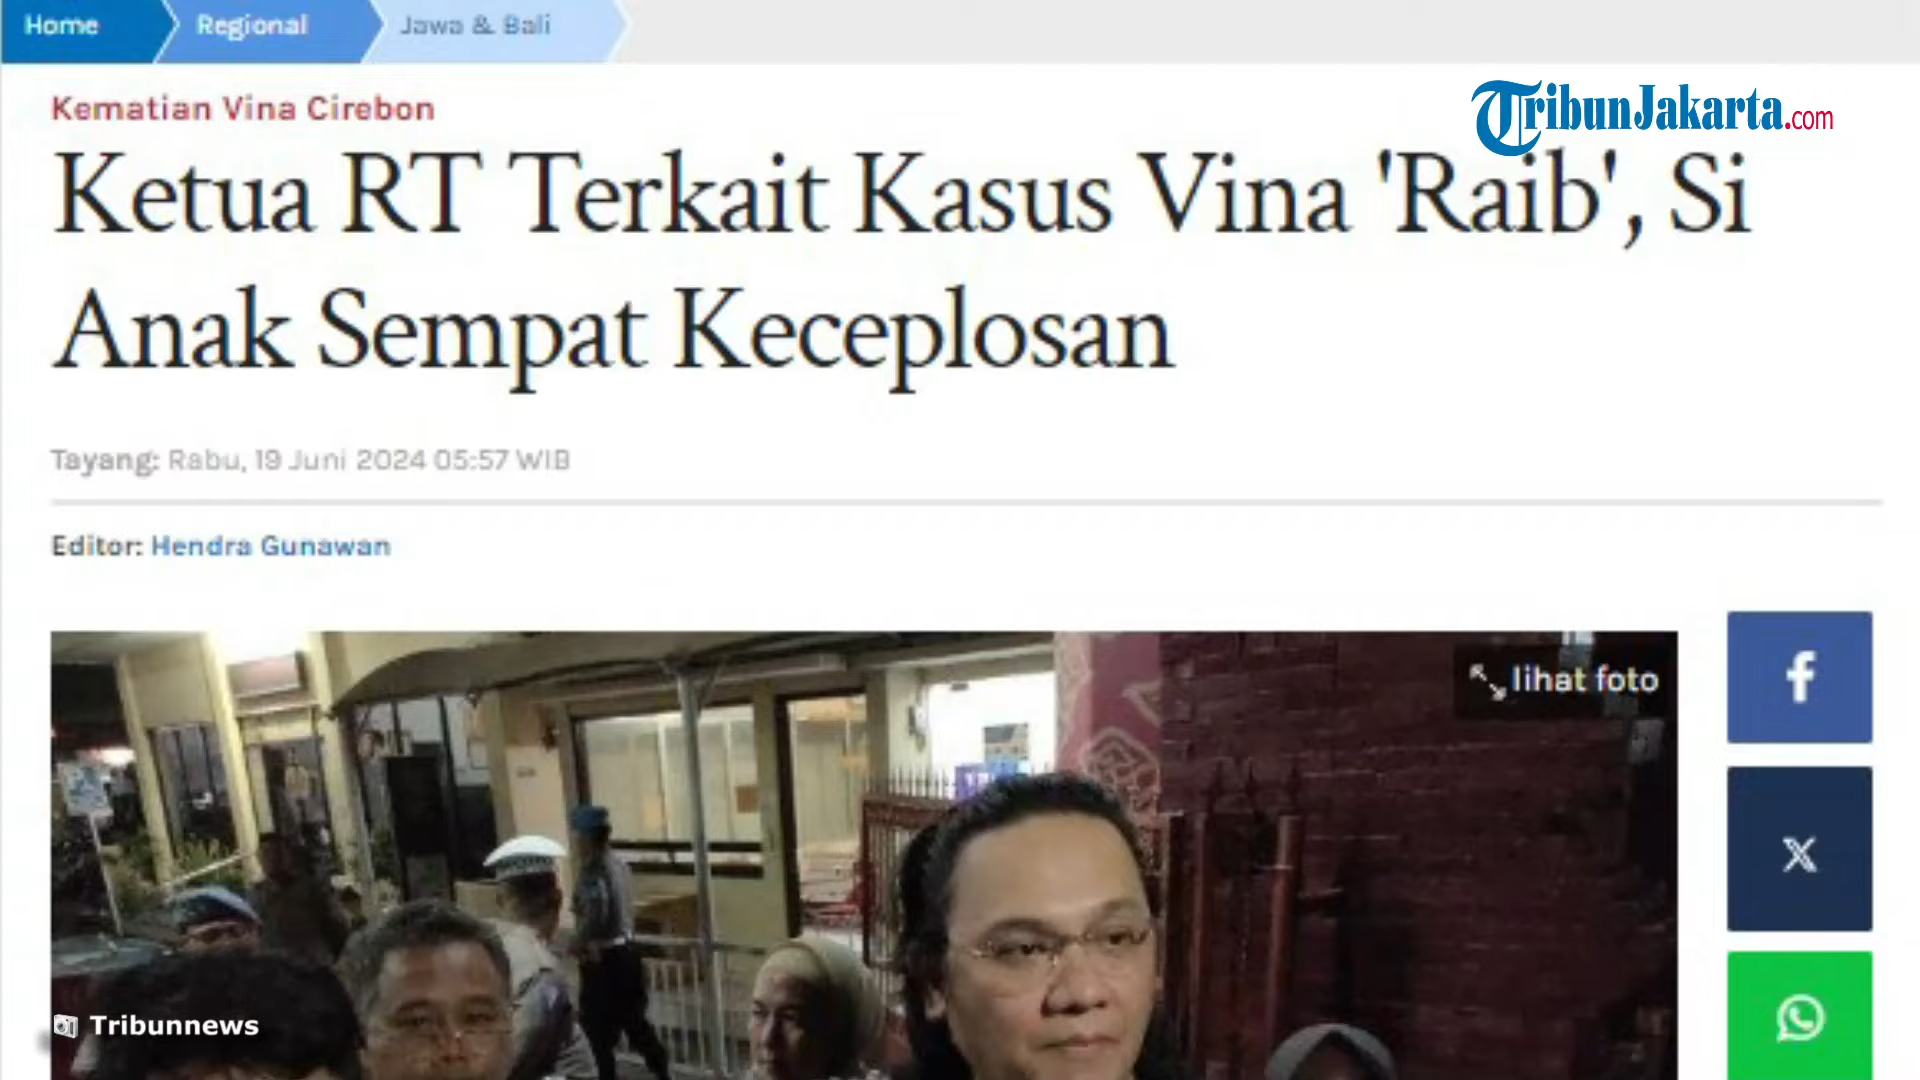 Home
Regional
Jawa & Bali
Kematian Vina Cirebon
TribunJakarta.com
Ketua RT Terkait Kasus Vina 'Raib', Si
Anak Sempat Keceplosan
Tayang: Rabu, 19 Juni 2024 05:57 WIB
Editor: Hendra Gunawan
lihat foto
Tribunnews